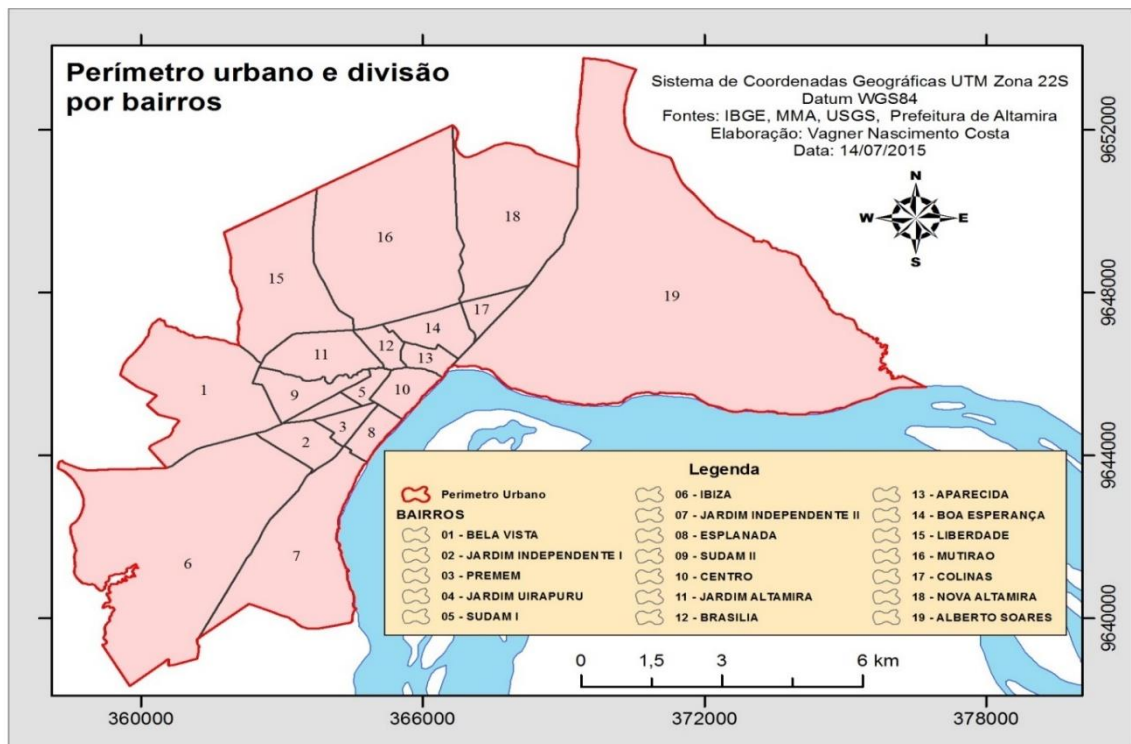 Perímetro urbano e divisão
por bairros
Sistema de Coordenadas Geográficas UTM Zona 22S
Datum WGS84
Fontes: IBGE, MMA, USGS, Prefeitura de Altamira
Elaboração: Vagner Nascimento Costa
Data: 14/07/2015
N
W
E
S
9652000
9648000
9644000
9640000
18
16
15
19
17
14
12
11
13
1
10
9
5
3
8
2
6
7
Legenda
Perímetro Urbano
BAIRROS
01 - BELA VISTA
02 - JARDIM INDEPENDENTE I
03 - PREMEM
04 - JARDIM UIRAPURU
05 - SUDAM I
06 - IBIZA
07 - JARDIM INDEPENDENTE II
08 - ESPLANADA
09 - SUDAM II
10 - CENTRO
11 - JARDIM ALTAMIRA
12 - BRASILIA
13 - APARECIDA
14 - BOA ESPERANÇA
15 - LIBERDADE
16 - MUTIRAO
17 - COLINAS
18 - NOVA ALTAMIRA
19 - ALBERTO SOARES
0 1,5 3 6 km
360000 366000 372000 378000